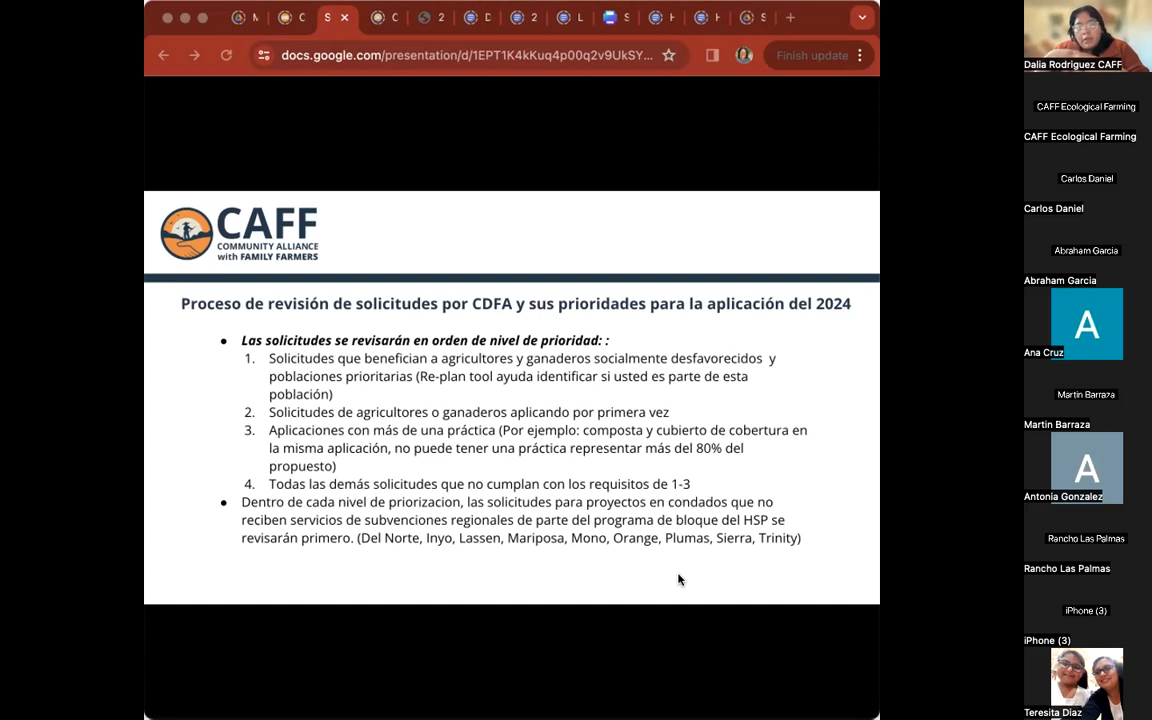 S
2
D
2
L
S
S
docs.google.com/presentation/d/1EPT1K4kKuq4p00q2v9UkSY...
Finish update
CAFF
COMMUNITY ALLIANCE
with FAMILY FARMERS
Proceso de revisión de solicitudes por CDFA y sus prioridades para la aplicación del 2024
● Las solicitudes se revisarán en orden de nivel de prioridad: :
1. Solicitudes que benefician a agricultores y ganaderos socialmente desfavorecidos y
poblaciones prioritarias (Re-plan tool ayuda identificar si usted es parte de esta
población)
2. Solicitudes de agricultores o ganaderos aplicando por primera vez
3. Aplicaciones con más de una práctica (Por ejemplo: composta y cubierto de cobertura en
la misma aplicación, no puede tener una práctica representar más del 80% del
propuesto)
4. Todas las demás solicitudes que no cumplan con los requisitos de 1-3
● Dentro de cada nivel de priorizacion, las solicitudes para proyectos en condados que no
reciben servicios de subvenciones regionales de parte del programa de bloque del HSP se
revisarán primero. (Del Norte, Inyo, Lassen, Mariposa, Mono, Orange, Plumas, Sierra, Trinity)
Dalia Rodriguez CAFF
CAFF Ecological Farming
CAFF Ecological Farming
Carlos Daniel
Carlos Daniel
Abraham Garcia
Abraham Garcia
A
Ana Cruz
Martin Barraza
Martin Barraza
A
Antonia Gonzalez
Rancho Las Palmas
Rancho Las Palmas
iPhone (3)
iPhone (3)
Teresita Diaz